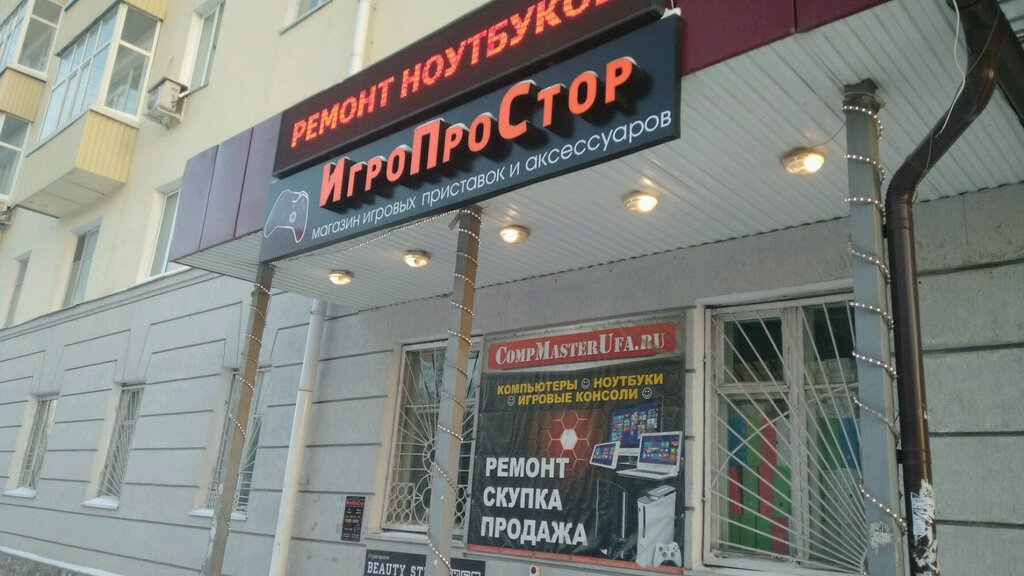 РЕМОНТ НОУТБУКОВ
ИгроПроСтор
магазин игровых приставок и аксессуаров
CompMasterUfa.ru
КОМПЬЮТЕРЫ ☺ НОУТБУКИ
☺ ИГРОВЫЕ КОНСОЛИ ☺
РЕМОНТ
СКУПКА
ПРОДАЖА
BEAUTY